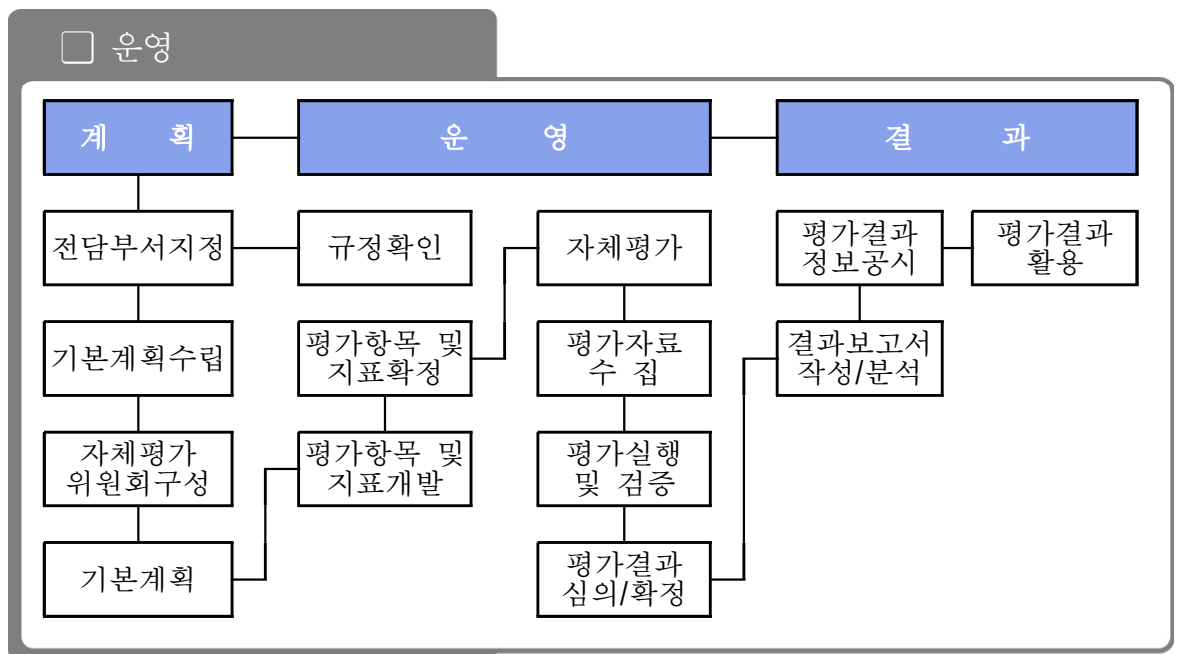 □ 운영
계 획
운 영
결 과
전담부서지정
기본계획수립
자체평가
위원회구성
기본계획
규정확인
평가항목 및
지표확정
평가항목 및
지표개발
자체평가
평가자료
수 집
평가실행
및 검증
평가결과
심의/확정
평가결과
정보공시
평가결과
활용
결과보고서
작성/분석